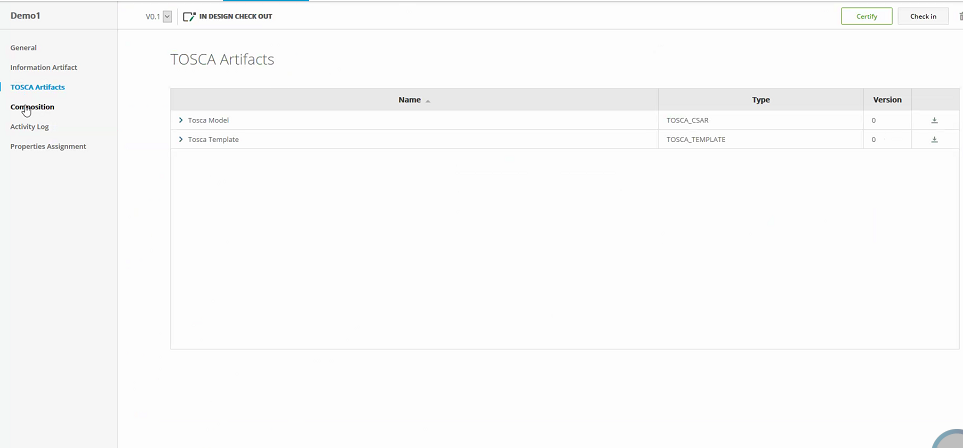 Demo1
V0.1
IN DESIGN CHECK OUT
Certify
Check in
General
Information Artifact
TOSCA Artifacts
Composition
Activity Log
Properties Assignment
TOSCA Artifacts
Name Type Version
Tosca Model TOSCA_CSAR 0
Tosca Template TOSCA_TEMPLATE 0